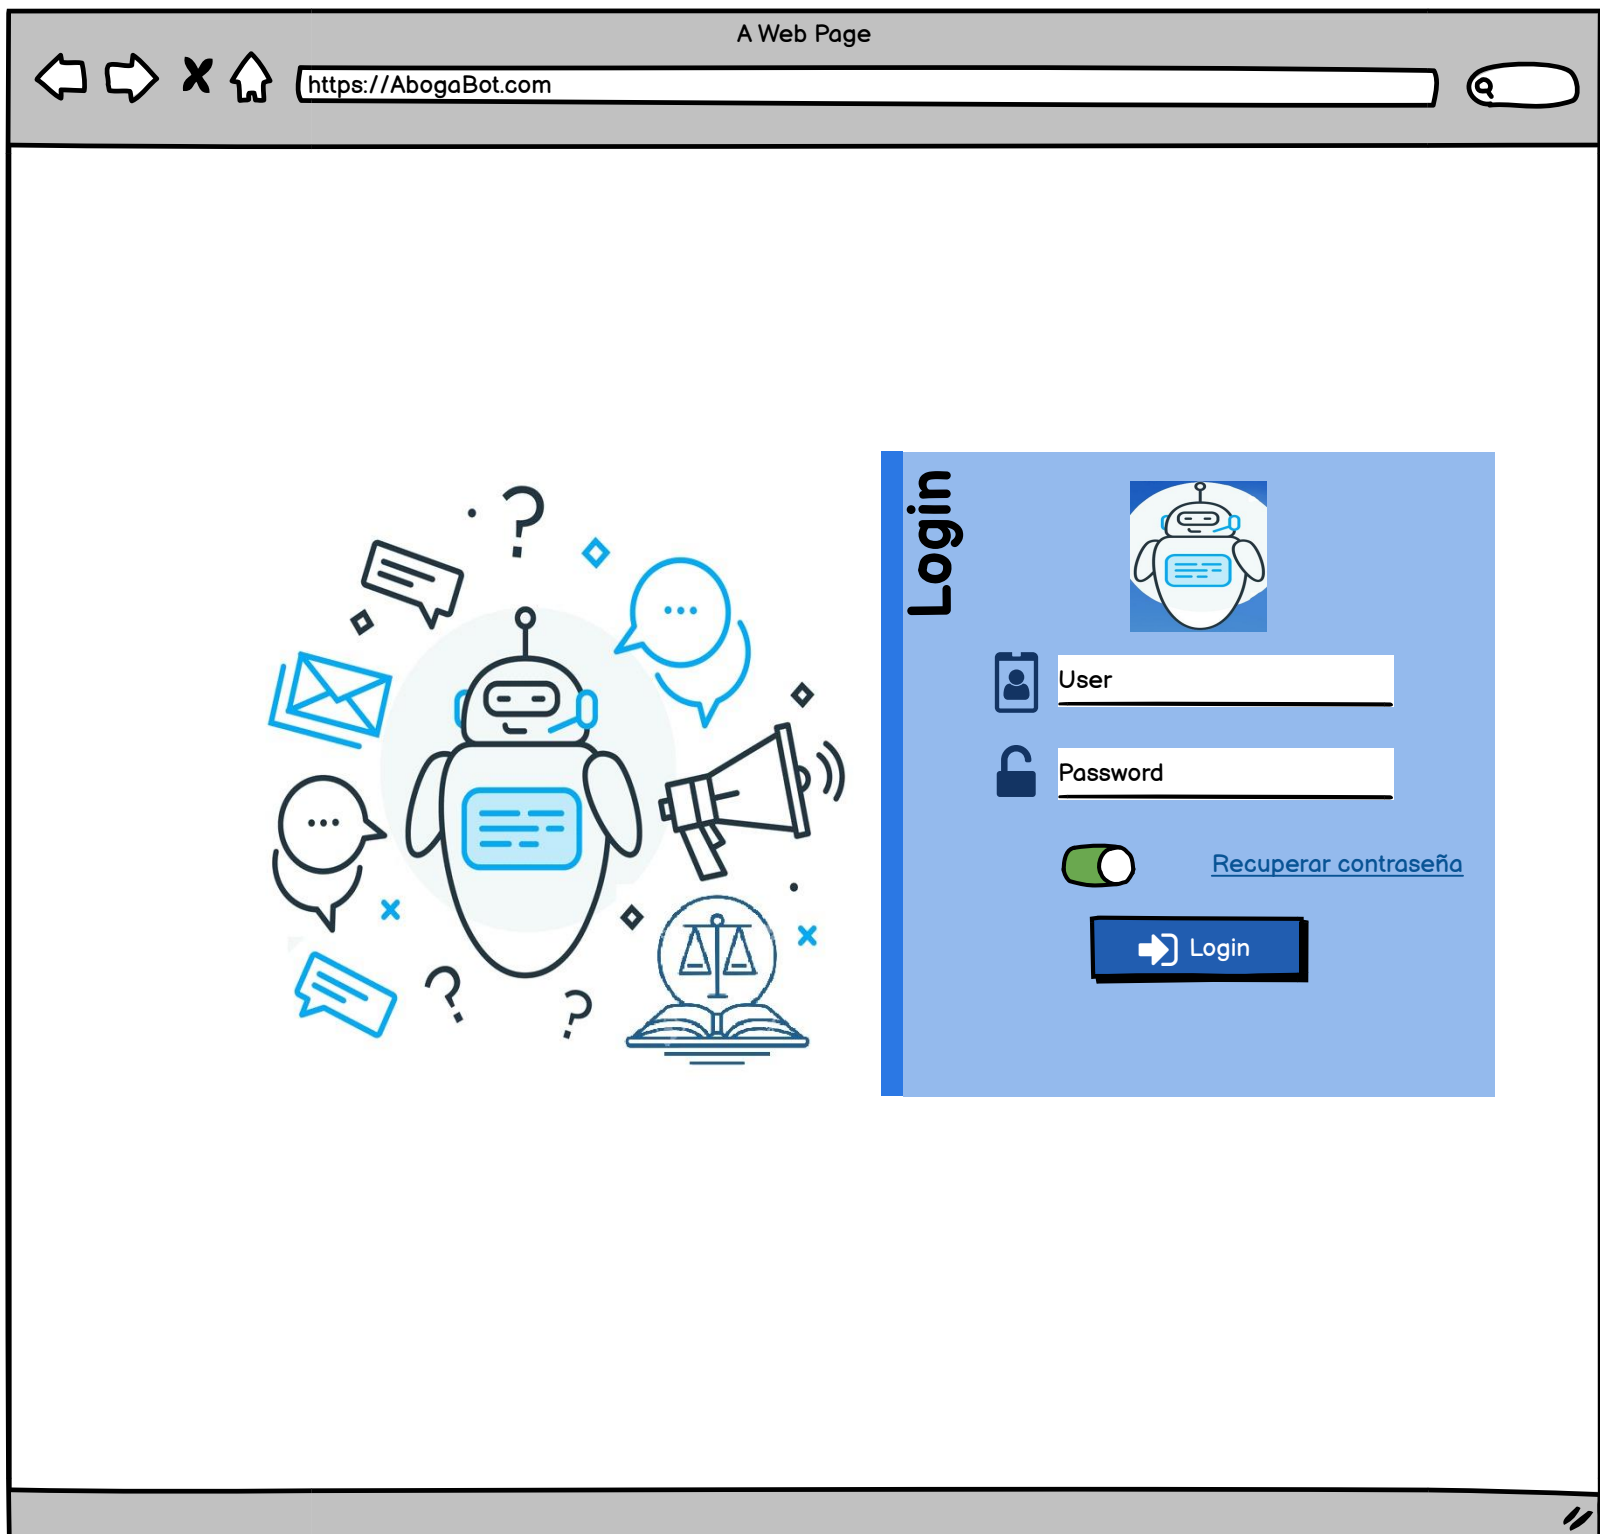 A Web Page
https://AbogaBot.com
Login
User
Password
Recuperar contraseña
Login